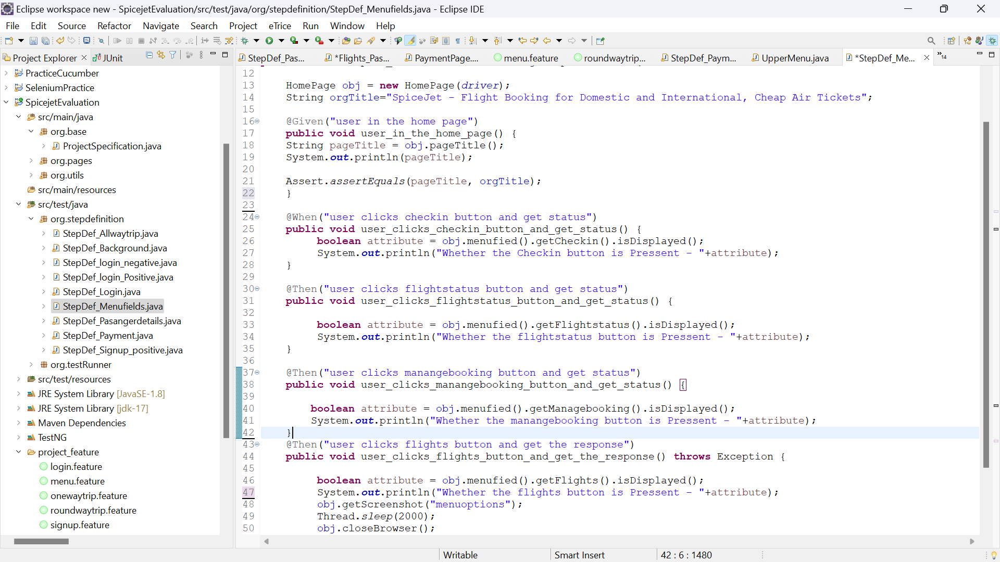 Eclipse workspace new - SpicejetEvaluation/src/test/java/org/stepdefinition/StepDef_Menufields.java - Eclipse IDE
File Edit Source Refactor Navigate Search Project eTrice Run Window Help
Project Explorer JUnit
StepDef_Pas... *Flights_Pas... PaymentPage.... menu.feature roundwaytrip... StepDef_Paym... UpperMenu.java *StepDef_Me... »14
PracticeCucumber
SeleniumPractice
SpicejetEvaluation
src/main/java
org.base
ProjectSpecification.java
org.pages
org.utils
src/main/resources
src/test/java
org.stepdefinition
StepDef_Allwaytrip.java
StepDef_Background.java
StepDef_login_negative.java
StepDef_login_Positive.java
StepDef_Login.java
StepDef_Menufields.java
StepDef_Pasangerdetails.java
StepDef_Payment.java
StepDef_Signup_positive.java
org.testRunner
src/test/resources
JRE System Library [JavaSE-1.8]
JRE System Library [jdk-17]
Maven Dependencies
TestNG
project_feature
login.feature
menu.feature
onewaytrip.feature
roundwaytrip.feature
signup.feature
12
13 HomePage obj = new HomePage(driver);
14 String orgTitle="SpiceJet - Flight Booking for Domestic and International, Cheap Air Tickets";
15
16 @Given("user in the home page")
17 public void user_in_the_home_page() {
18 String pageTitle = obj.pageTitle();
19 System.out.println(pageTitle);
20
21 Assert.assertEquals(pageTitle, orgTitle);
22 }
23
24 @When("user clicks checkin button and get status")
25 public void user_clicks_checkin_button_and_get_status() {
26 boolean attribute = obj.menufied().getCheckin().isDisplayed();
27 System.out.println("Whether the Checkin button is Pressent - "+attribute);
28 }
29
30 @Then("user clicks flightstatus button and get status")
31 public void user_clicks_flightstatus_button_and_get_status() {
32
33 boolean attribute = obj.menufied().getFlightstatus().isDisplayed();
34 System.out.println("Whether the flightstatus button is Pressent - "+attribute);
35 }
36
37 @Then("user clicks manangebooking button and get status")
38 public void user_clicks_manangebooking_button_and_get_status() {
39
40 boolean attribute = obj.menufied().getManagebooking().isDisplayed();
41 System.out.println("Whether the manangebooking button is Pressent - "+attribute);
42 }
43 @Then("user clicks flights button and get the response")
44 public void user_clicks_flights_button_and_get_the_response() throws Exception {
45
46 boolean attribute = obj.menufied().getFlights().isDisplayed();
47 System.out.println("Whether the flights button is Pressent - "+attribute);
48 obj.getScreenshot("menuoptions");
49 Thread.sleep(2000);
50 obj.closeBrowser();
Writable Smart Insert 42 : 6 : 1480